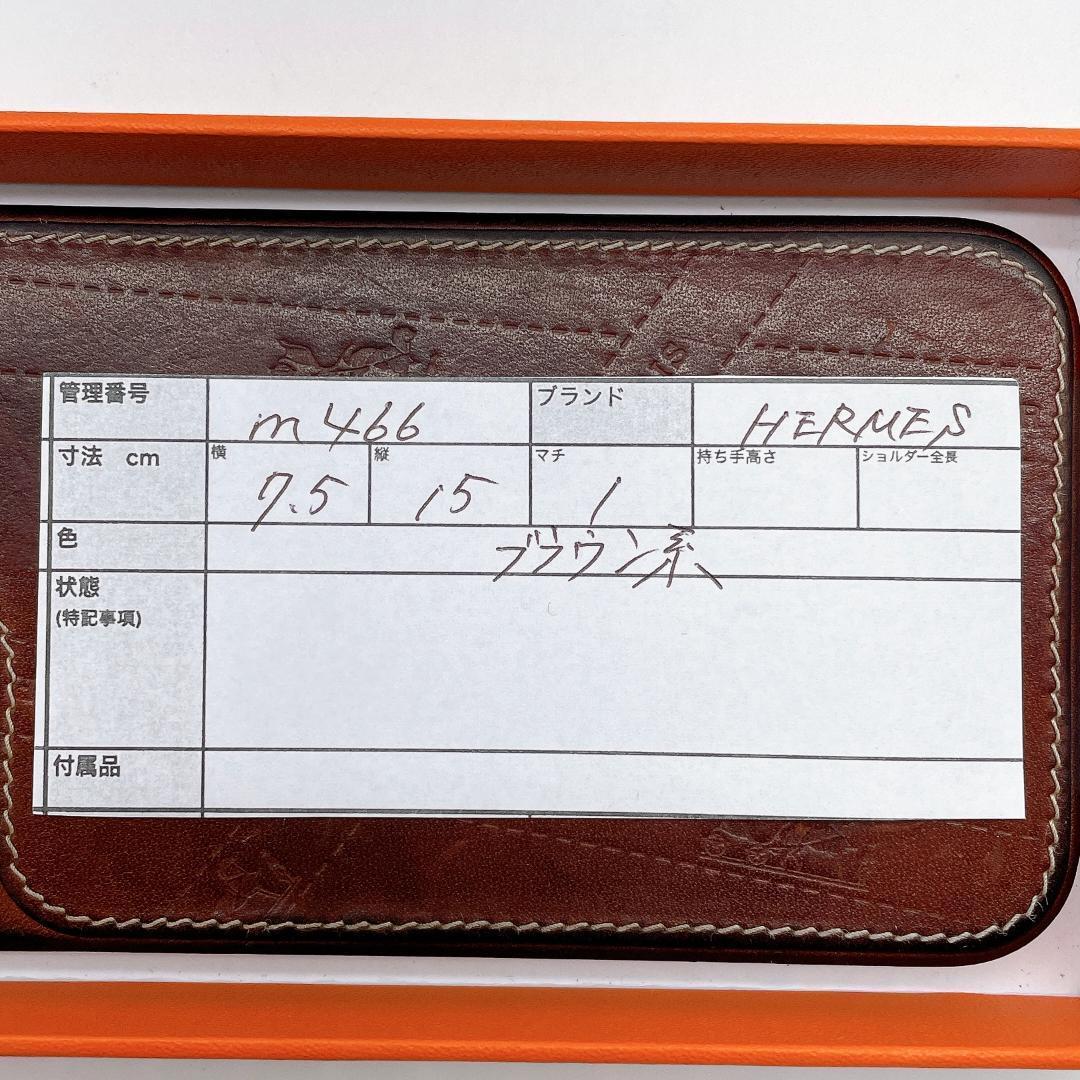 管理番号 m466 ブランド HERMES
寸法 cm 横 7.5 縦 15 マチ 1 持ち手高さ ショルダー全長
色 ブラウン系
状態
(特記事項)
付属品